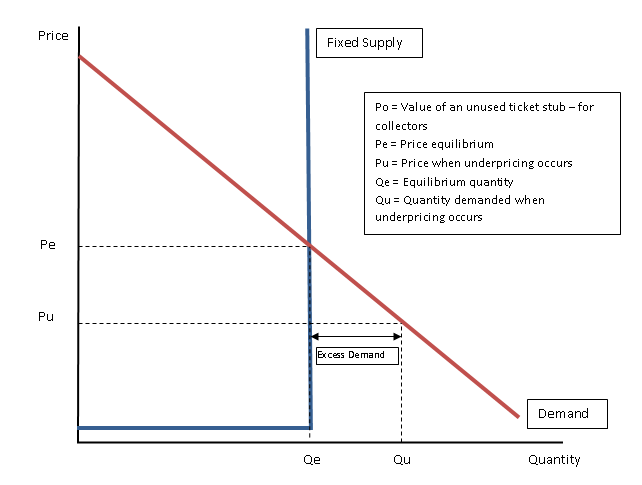 Price
Fixed Supply
Po = Value of an unused ticket stub – for
collectors
Pe = Price equilibrium
Pu = Price when underpricing occurs
Qe = Equilibrium quantity
Qu = Quantity demanded when
underpricing occurs
Pe
Pu
Excess Demand
Demand
Qe Qu Quantity